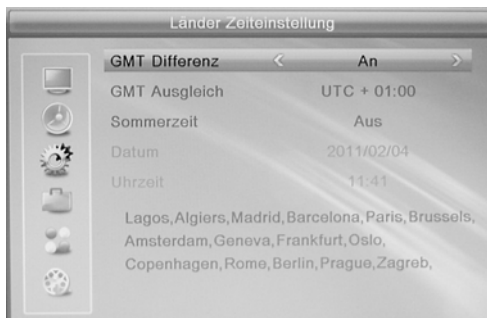 Länder Zeiteinstellung
GMT Differenz < An >
GMT Ausgleich UTC + 01:00
Sommerzeit Aus
Datum 2011/02/04
Uhrzeit 11:41
Lagos,Algiers,Madrid,Barcelona,Paris,Brussels,
Amsterdam,Geneva,Frankfurt,Oslo,
Copenhagen,Rome,Berlin,Prague,Zagreb,